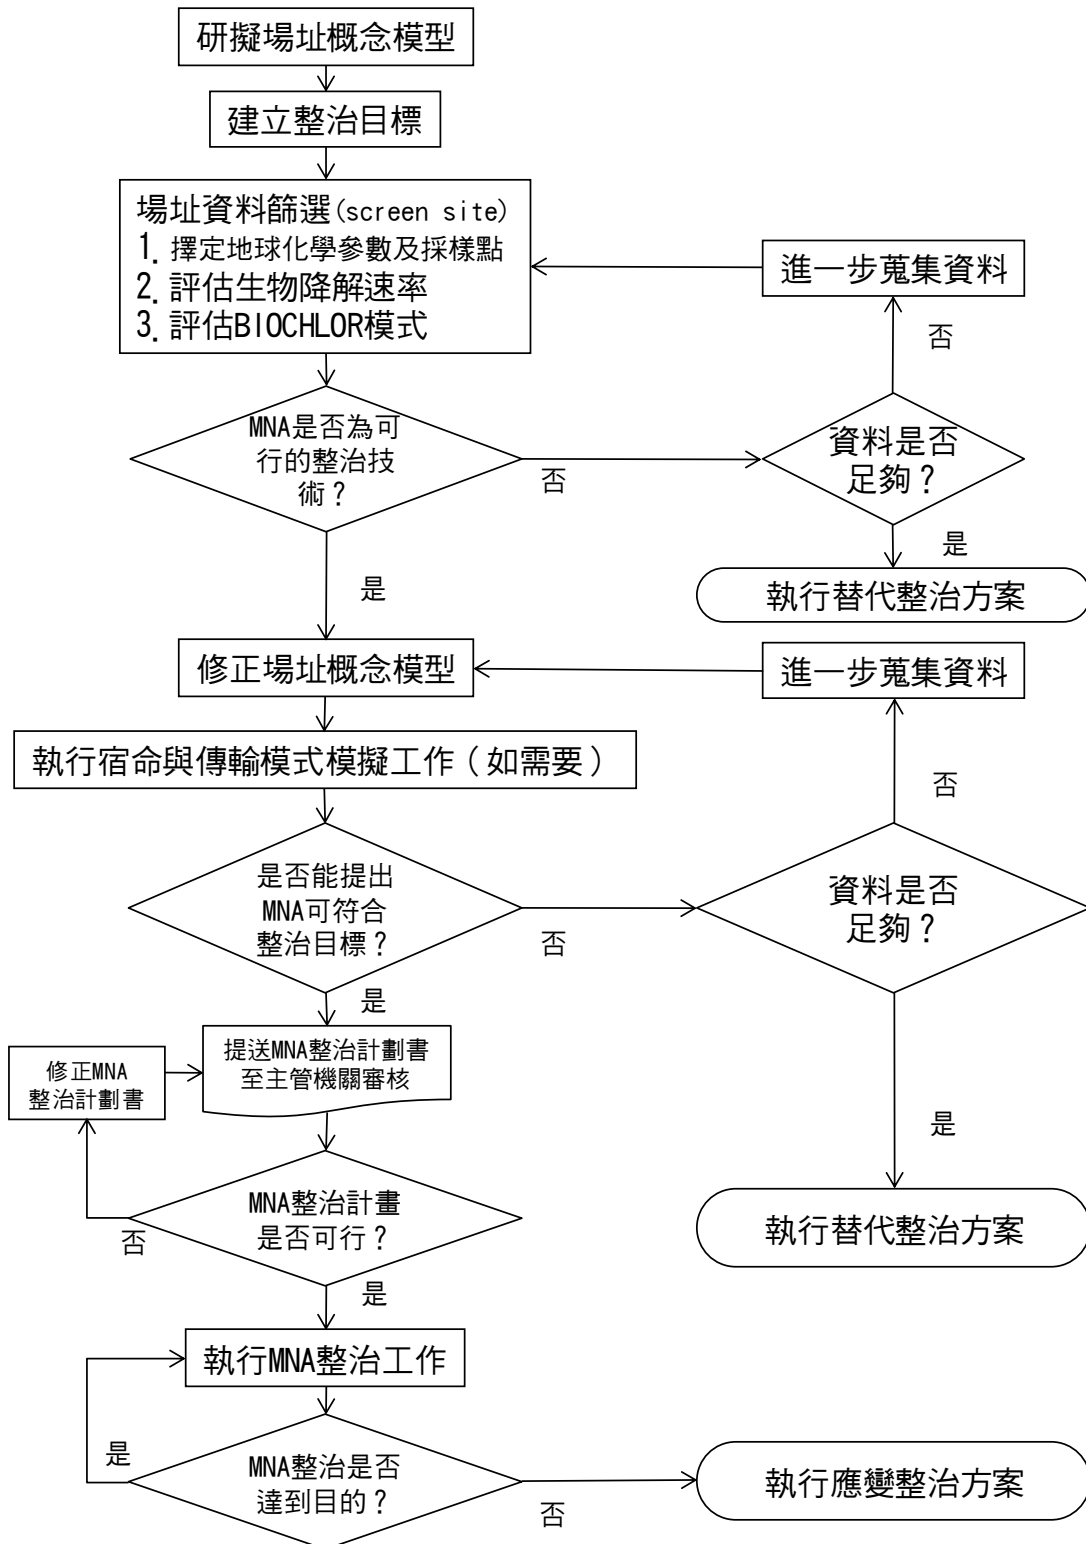 研擬場址概念模型
建立整治目標
場址資料篩選(screen site)
1. 擇定地球化學參數及採樣點
2. 評估生物降解速率
3. 評估BIOCHLOR模式
進一步蒐集資料
否
MNA是否為可
行的整治技
術？
否
資料是否
足夠？
是
執行替代整治方案
是
修正場址概念模型
進一步蒐集資料
執行宿命與傳輸模式模擬工作（如需要）
否
是否能提出
MNA可符合
整治目標？
否
資料是否
足夠？
是
提送MNA整治計劃書
至主管機關審核
修正MNA
整治計劃書
是
MNA整治計畫
是否可行？
否
執行替代整治方案
是
執行MNA整治工作
是
MNA整治是否
達到目的？
否
執行應變整治方案